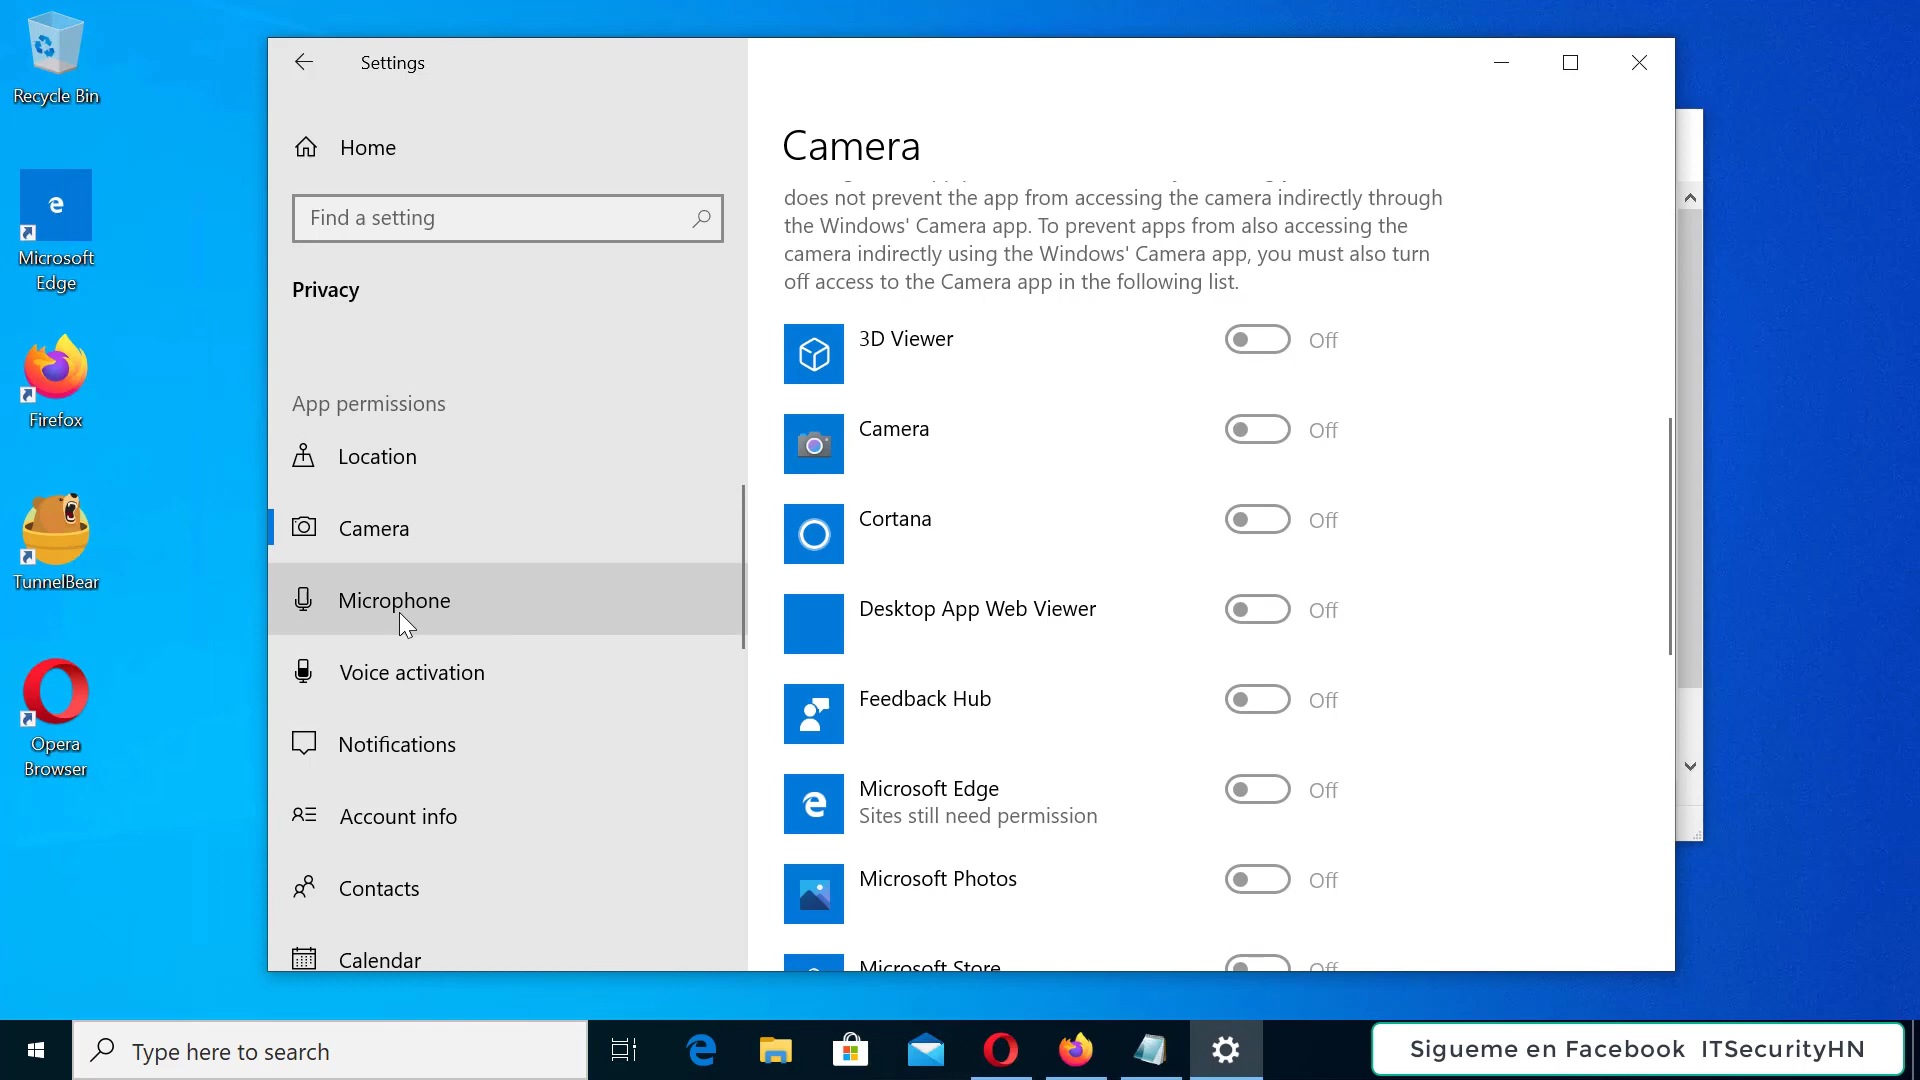 Recycle Bin
Microsoft
Edge
Firefox
TunnelBear
Opera
Browser
Settings
Home
Find a setting
Privacy
App permissions
Location
Camera
Microphone
Voice activation
Notifications
Account info
Contacts
Calendar
Camera
does not prevent the app from accessing the camera indirectly through
the Windows' Camera app. To prevent apps from also accessing the
camera indirectly using the Windows' Camera app, you must also turn
off access to the Camera app in the following list.
3D Viewer Off
Camera Off
Cortana Off
Desktop App Web Viewer Off
Feedback Hub Off
Microsoft Edge Off
Sites still need permission
Microsoft Photos Off
Microsoft Store Off
Type here to search
Sigueme en Facebook ITSecurityHN